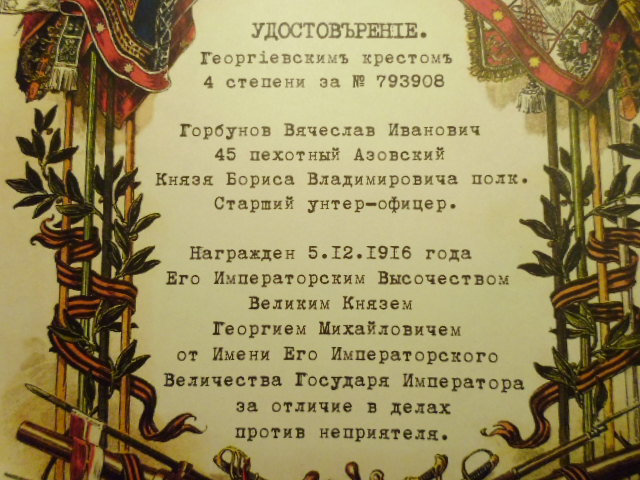 УДОСТОВѢРЕНІЕ.
Георгіевскимъ крестомъ
4 степени за № 793908
Горбунов Вячеслав Иванович
45 пехотный Азовский
Князя Бориса Владимировича полк.
Старший унтер-офицер.
Награжден 5.I2.I9I6 года
Его Императорским Высочеством
Великим Князем
Георгием Михайловичем
от Имени Его Императорского
Величества Государя Императора
за отличие в делах
против неприятеля.